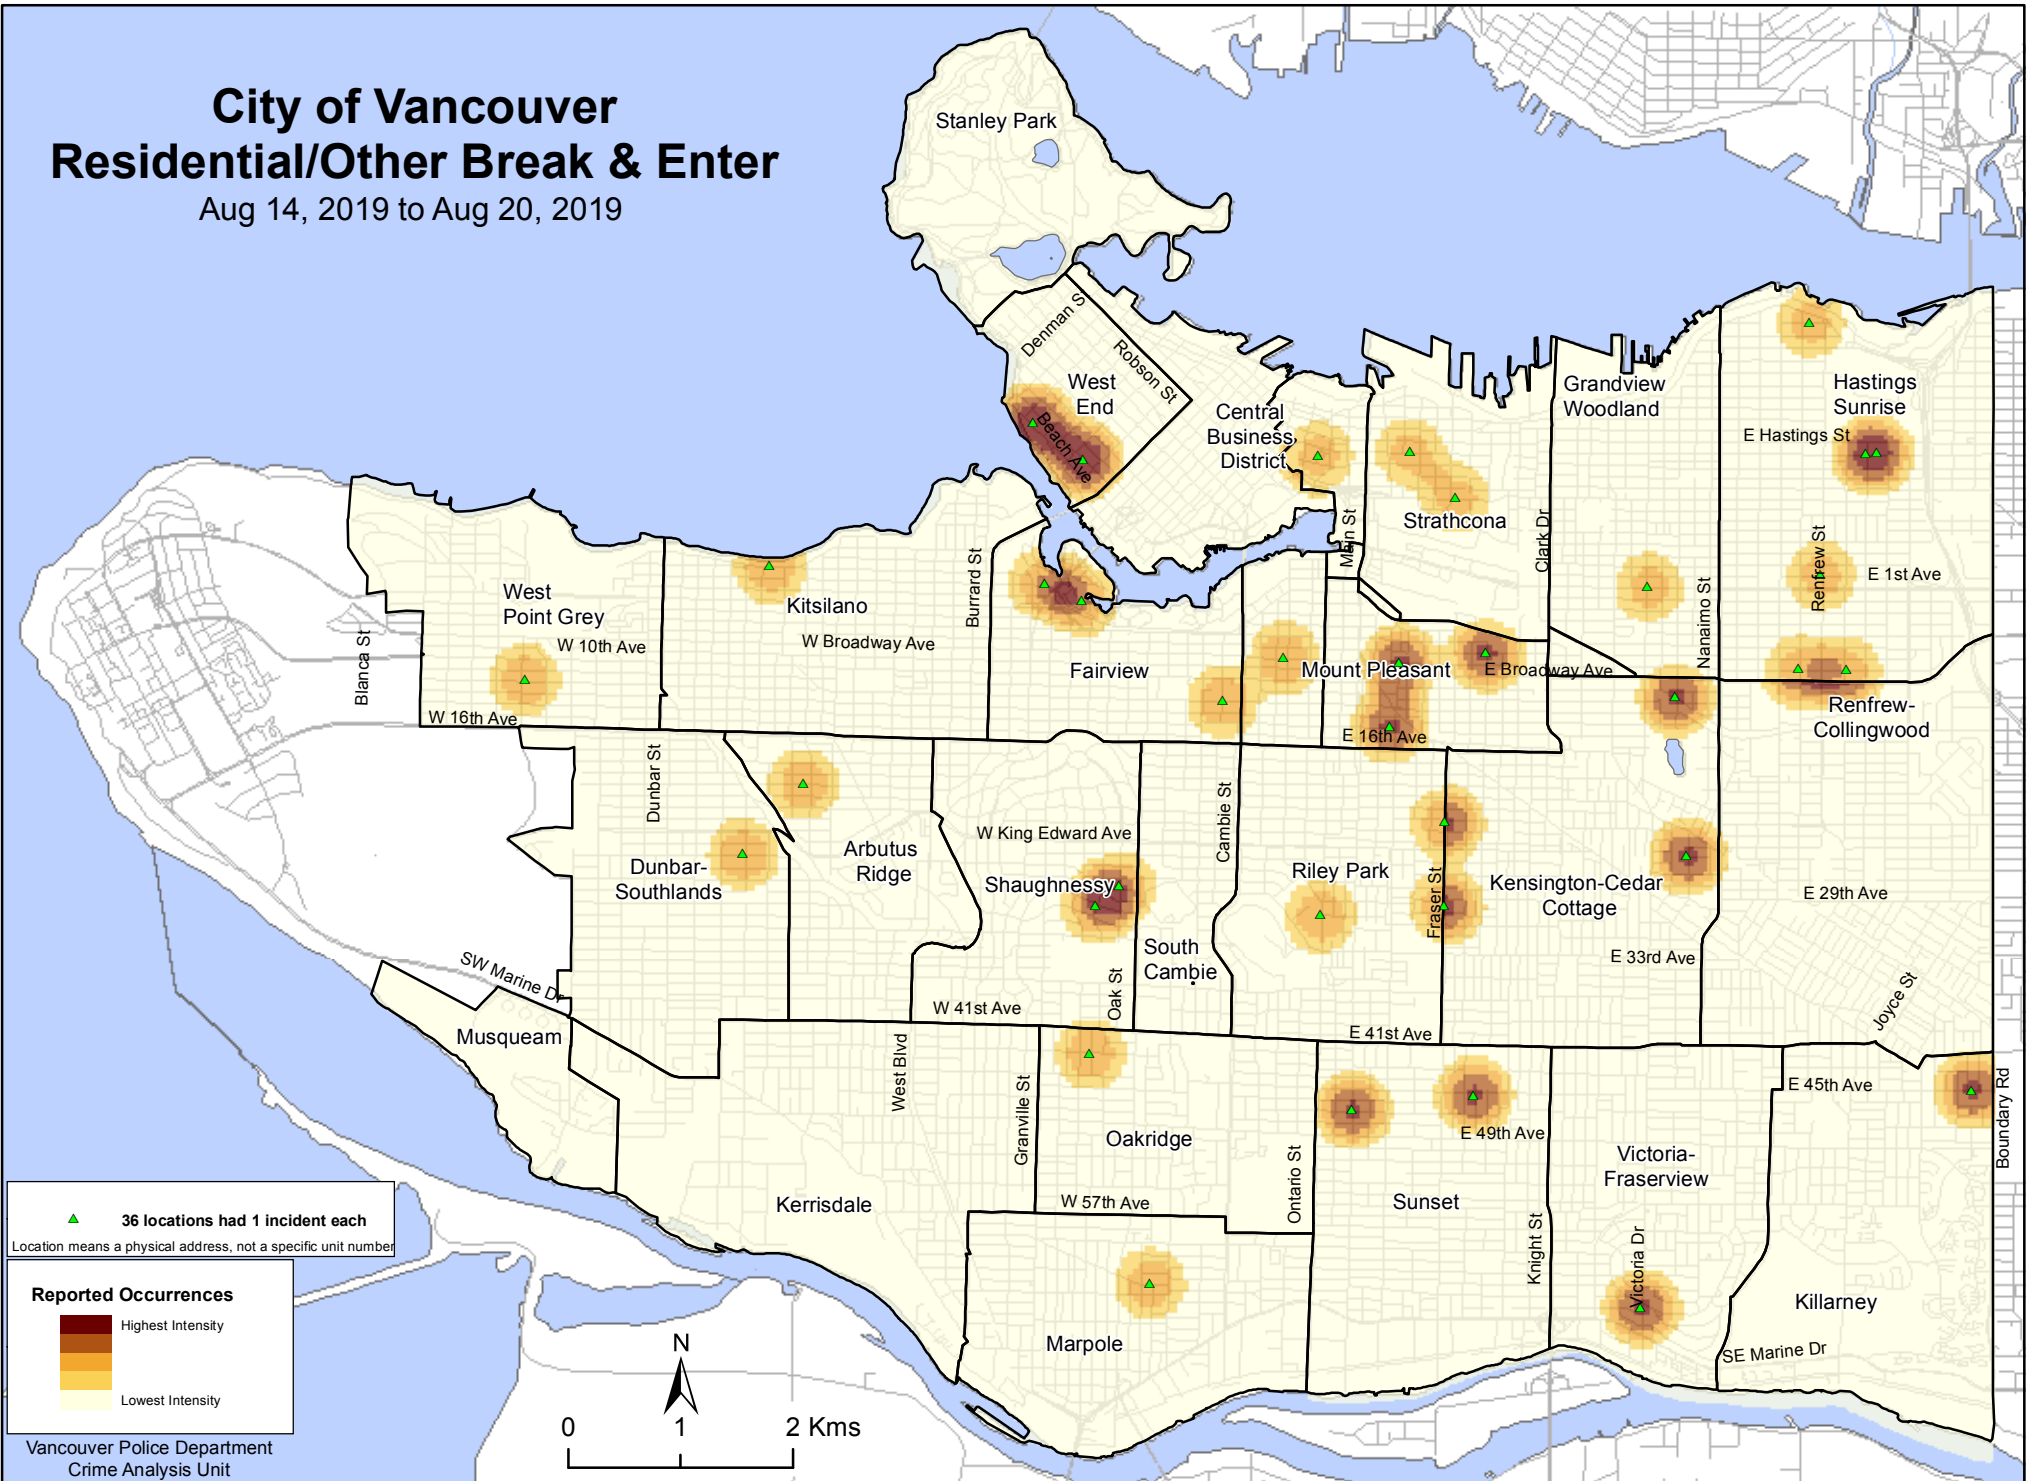 City of Vancouver
Residential/Other Break & Enter
Aug 14, 2019 to Aug 20, 2019
Stanley Park
Denman S
Robson St
West
End
Beach Ave
Central
Business
District
Main St
Strathcona
Clark Dr
Grandview
Woodland
Nanaimo St
Hastings
Sunrise
E Hastings St
Renfrew St
E 1st Ave
West
Point Grey
W 10th Ave
Blanca St
W 16th Ave
Kitsilano
W Broadway Ave
Burrard St
Fairview
Mount Pleasant
E Broadway Ave
E 16th Ave
Renfrew-
Collingwood
Dunbar St
Dunbar-
Southlands
Arbutus
Ridge
W King Edward Ave
Shaughnessy
Oak St
South
Cambie
Cambie St
Riley Park
Fraser St
Kensington-Cedar
Cottage
E 29th Ave
E 33rd Ave
Joyce St
SW Marine Dr
Musqueam
W 41st Ave
E 41st Ave
West Blvd
Granville St
Oakridge
W 57th Ave
Ontario St
E 49th Ave
Sunset
Knight St
Victoria-
Fraserview
Victoria Dr
E 45th Ave
Boundary Rd
Killarney
SE Marine Dr
Kerrisdale
Marpole
36 locations had 1 incident each
Location means a physical address, not a specific unit number
Reported Occurrences
Highest Intensity
Lowest Intensity
Vancouver Police Department
Crime Analysis Unit
N
0 1 2 Kms